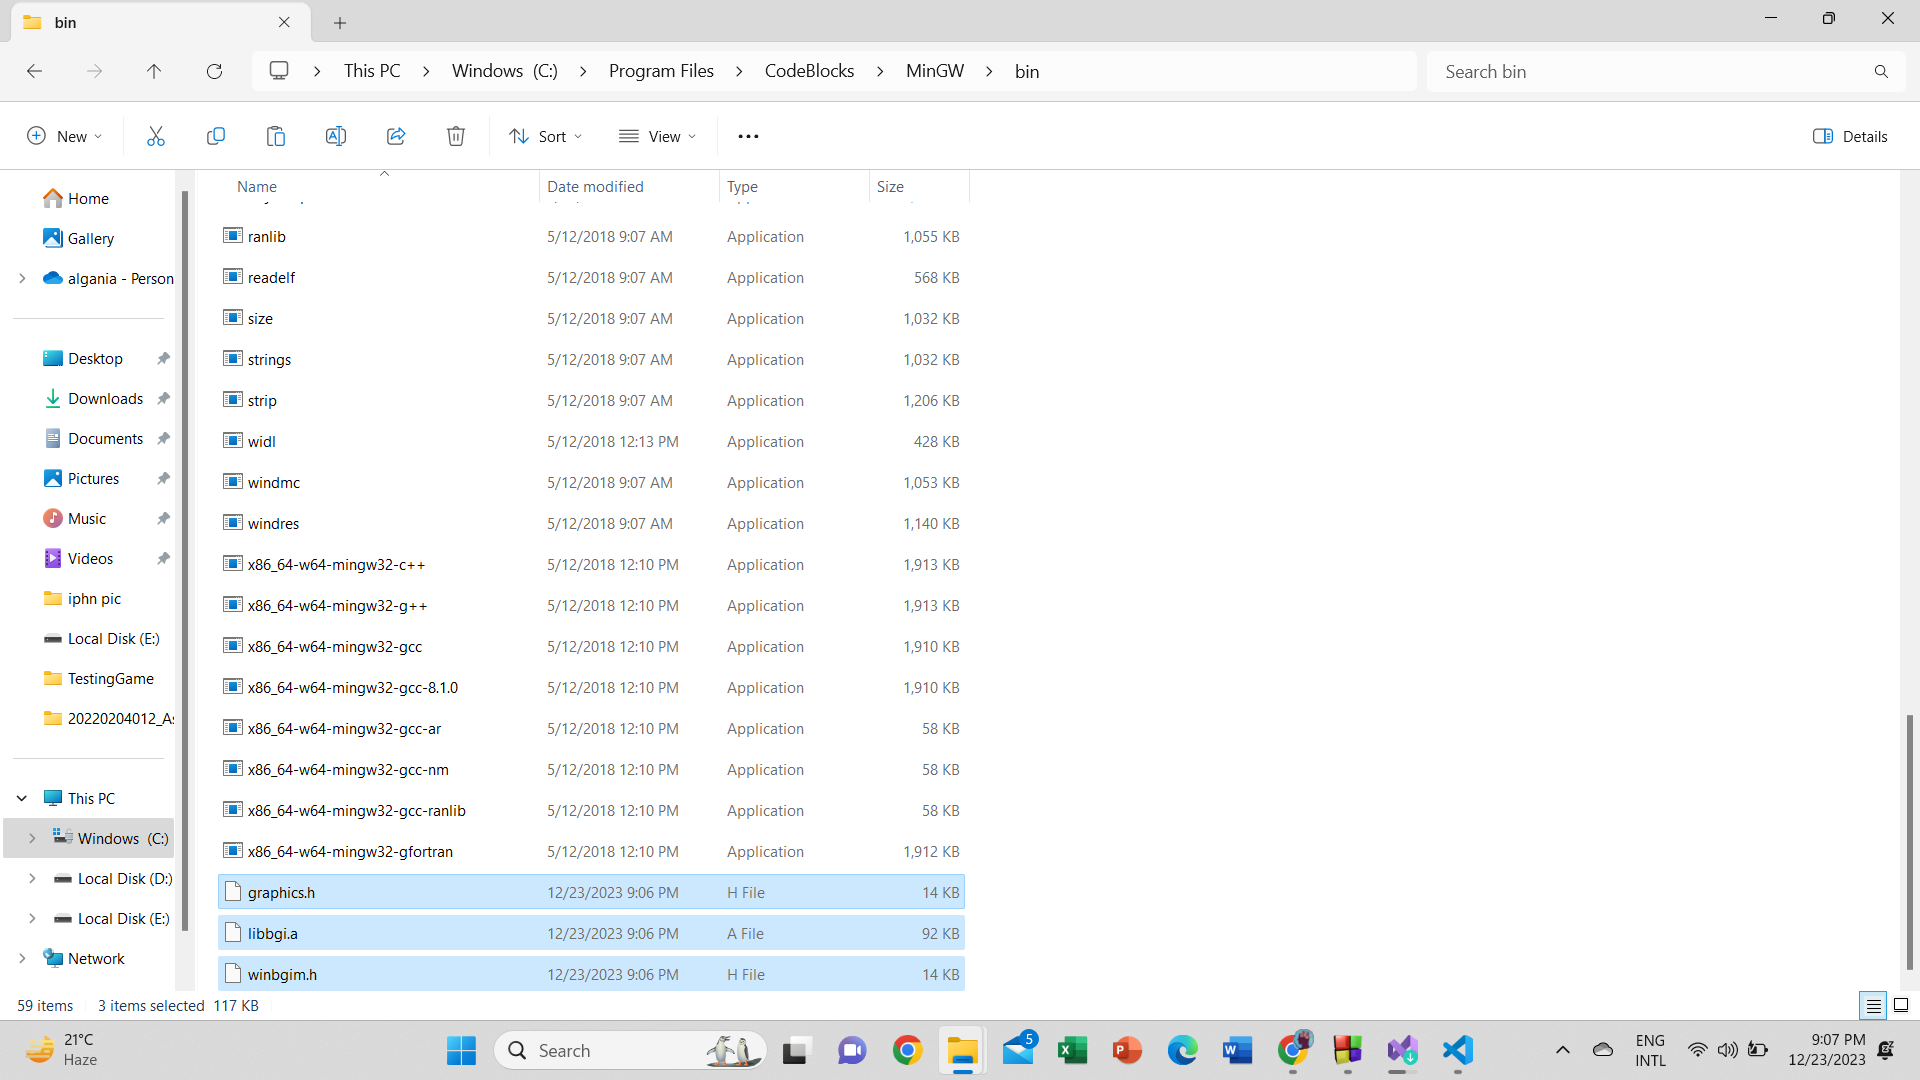 bin
This PC > Windows (C:) > Program Files > CodeBlocks > MinGW > bin
Search bin
New
Sort
View
Details
Home
Gallery
algania - Person
Desktop
Downloads
Documents
Pictures
Music
Videos
iphn pic
Local Disk (E:)
TestingGame
20220204012_As
This PC
Windows (C:)
Local Disk (D:)
Local Disk (E:)
Network
Name Date modified Type Size
ranlib 5/12/2018 9:07 AM Application 1,055 KB
readelf 5/12/2018 9:07 AM Application 568 KB
size 5/12/2018 9:07 AM Application 1,032 KB
strings 5/12/2018 9:07 AM Application 1,032 KB
strip 5/12/2018 9:07 AM Application 1,206 KB
widl 5/12/2018 12:13 PM Application 428 KB
windmc 5/12/2018 9:07 AM Application 1,053 KB
windres 5/12/2018 9:07 AM Application 1,140 KB
x86_64-w64-mingw32-c++ 5/12/2018 12:10 PM Application 1,913 KB
x86_64-w64-mingw32-g++ 5/12/2018 12:10 PM Application 1,913 KB
x86_64-w64-mingw32-gcc 5/12/2018 12:10 PM Application 1,910 KB
x86_64-w64-mingw32-gcc-8.1.0 5/12/2018 12:10 PM Application 1,910 KB
x86_64-w64-mingw32-gcc-ar 5/12/2018 12:10 PM Application 58 KB
x86_64-w64-mingw32-gcc-nm 5/12/2018 12:10 PM Application 58 KB
x86_64-w64-mingw32-gcc-ranlib 5/12/2018 12:10 PM Application 58 KB
x86_64-w64-mingw32-gfortran 5/12/2018 12:10 PM Application 1,912 KB
graphics.h 12/23/2023 9:06 PM H File 14 KB
libbgi.a 12/23/2023 9:06 PM A File 92 KB
winbgim.h 12/23/2023 9:06 PM H File 14 KB
59 items 3 items selected 117 KB
21°C
Haze
Search
5
ENG
INTL
9:07 PM
12/23/2023